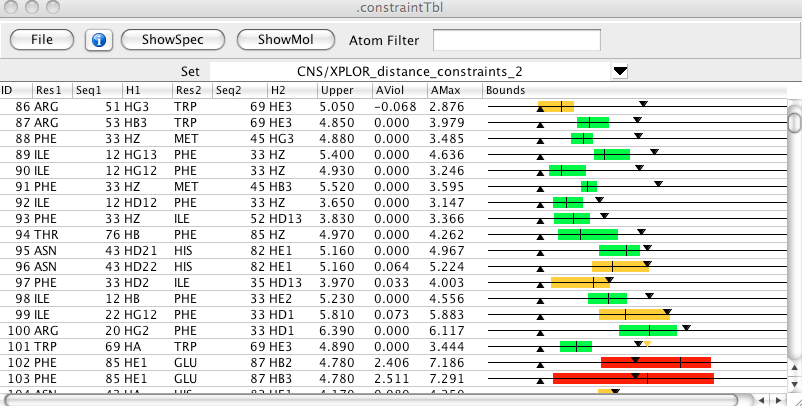 .constraintTbl
File ShowSpec ShowMol Atom Filter
Set CNS/XPLOR_distance_constraints_2
ID Res1 Seq1 H1 Res2 Seq2 H2 Upper AViol AMax Bounds
86 ARG 51 HG3 TRP 69 HE3 5.050 -0.068 2.876
87 ARG 53 HB3 TRP 69 HE3 4.850 0.000 3.979
88 PHE 33 HZ MET 45 HG3 4.880 0.000 3.485
89 ILE 12 HG13 PHE 33 HZ 5.400 0.000 4.636
90 ILE 12 HG12 PHE 33 HZ 4.930 0.000 3.246
91 PHE 33 HZ MET 45 HB3 5.520 0.000 3.595
92 ILE 12 HD12 PHE 33 HZ 3.650 0.000 3.147
93 PHE 33 HZ ILE 52 HD13 3.830 0.000 3.366
94 THR 76 HB PHE 85 HZ 4.970 0.000 4.262
95 ASN 43 HD21 HIS 82 HE1 5.160 0.000 4.967
96 ASN 43 HD22 HIS 82 HE1 5.160 0.064 5.224
97 PHE 33 HD2 ILE 35 HD13 3.970 0.033 4.003
98 ILE 12 HB PHE 33 HE2 5.230 0.000 4.556
99 ILE 22 HG12 PHE 33 HD1 5.810 0.073 5.883
100 ARG 20 HG2 PHE 33 HD1 6.390 0.000 6.117
101 TRP 69 HA TRP 69 HE3 4.890 0.000 3.444
102 PHE 85 HE1 GLU 87 HB2 4.780 2.406 7.186
103 PHE 85 HE1 GLU 87 HB3 4.780 2.511 7.291